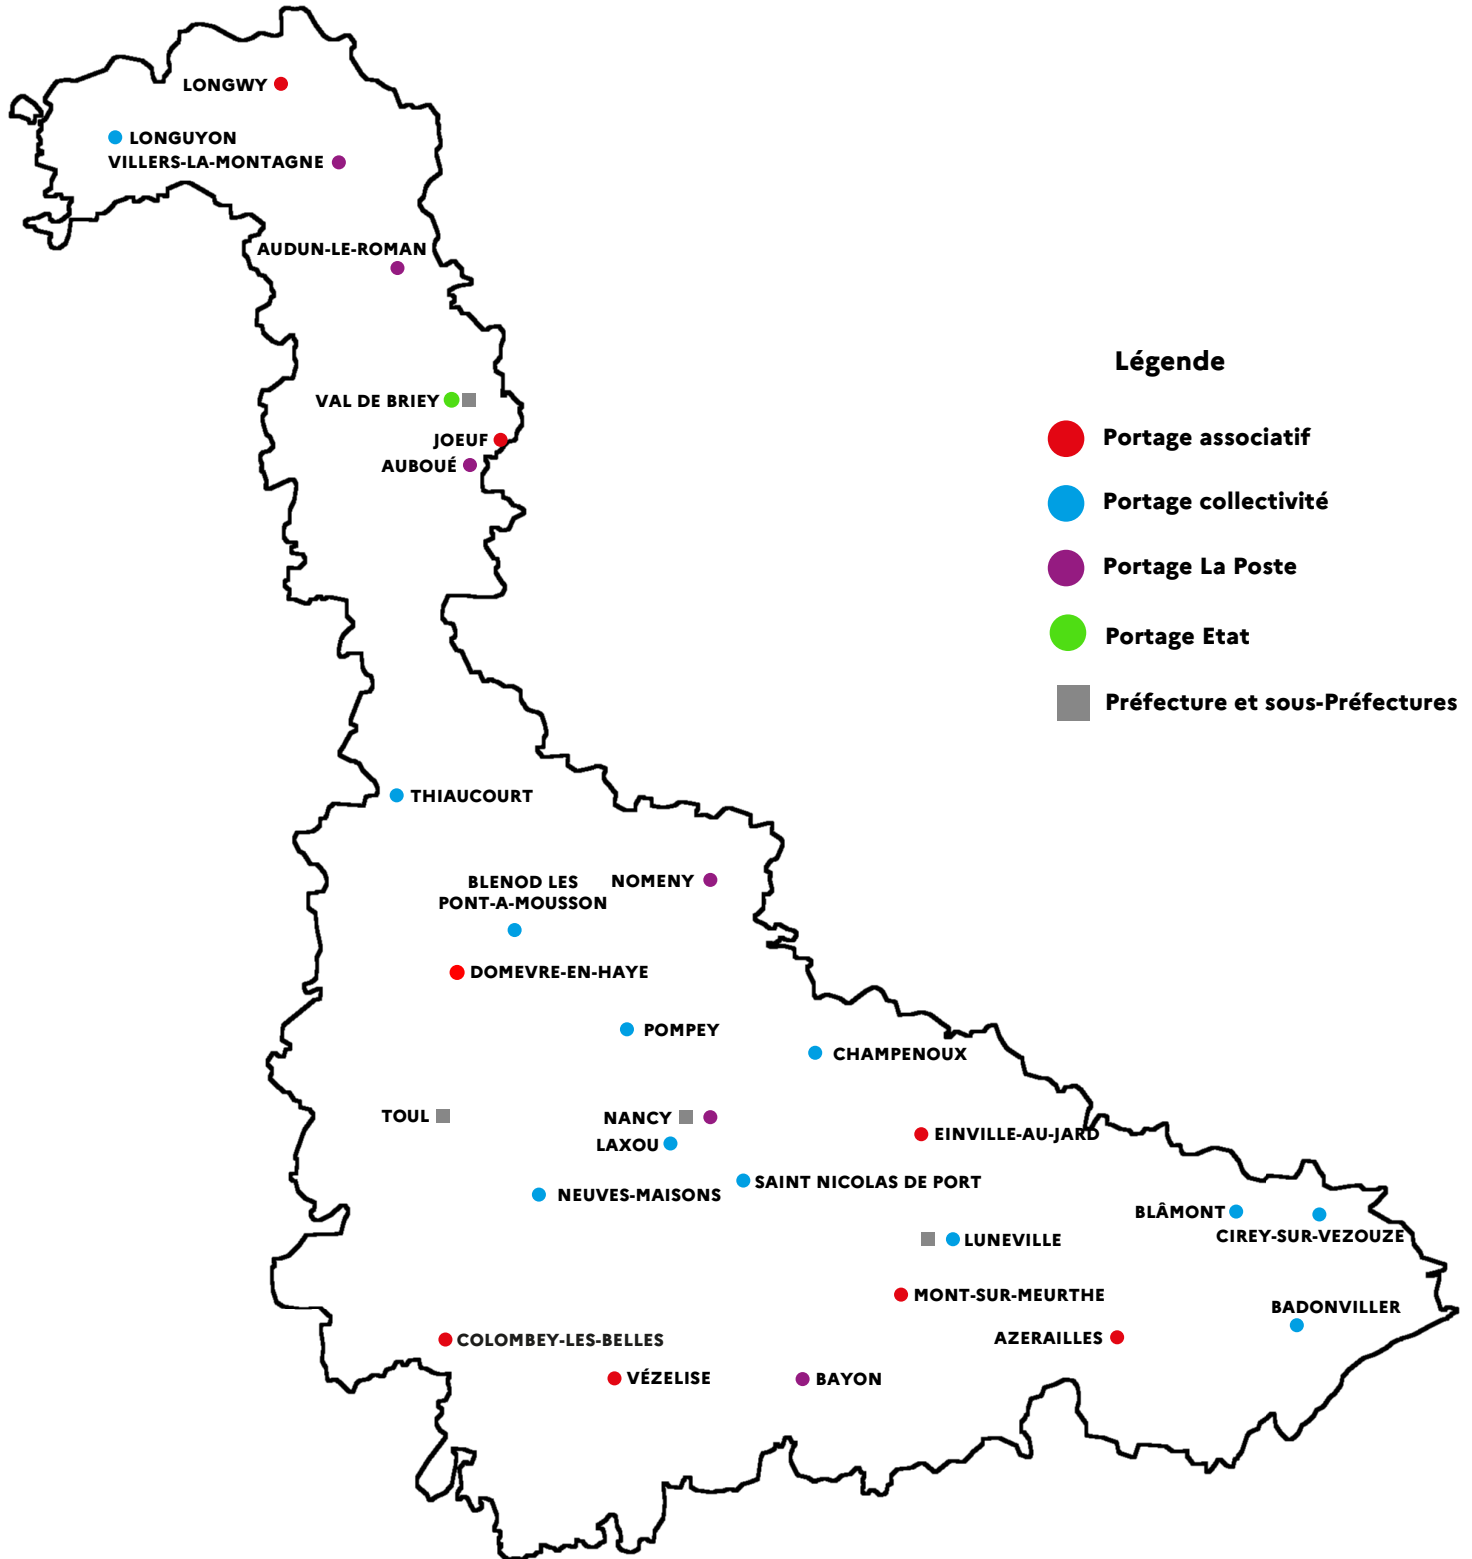 LONGWY
LONGUYON
VILLERS-LA-MONTAGNE
AUDUN-LE-ROMAN
VAL DE BRIEY
JOEUF
AUBOUÉ
Légende
Portage associatif
Portage collectivité
Portage La Poste
Portage Etat
Préfecture et sous-Préfectures
THIAUCOURT
BLENOD LES
PONT-A-MOUSSON
NOMENY
DOMEVRE-EN-HAYE
POMPEY
CHAMPENOUX
TOUL
NANCY
LAXOU
EINVILLE-AU-JARD
SAINT NICOLAS DE PORT
NEUVES-MAISONS
BLÂMONT
CIREY-SUR-VEZOUZE
LUNEVILLE
MONT-SUR-MEURTHE
BADONVILLER
AZERAILLES
COLOMBEY-LES-BELLES
VÉZELISE
BAYON